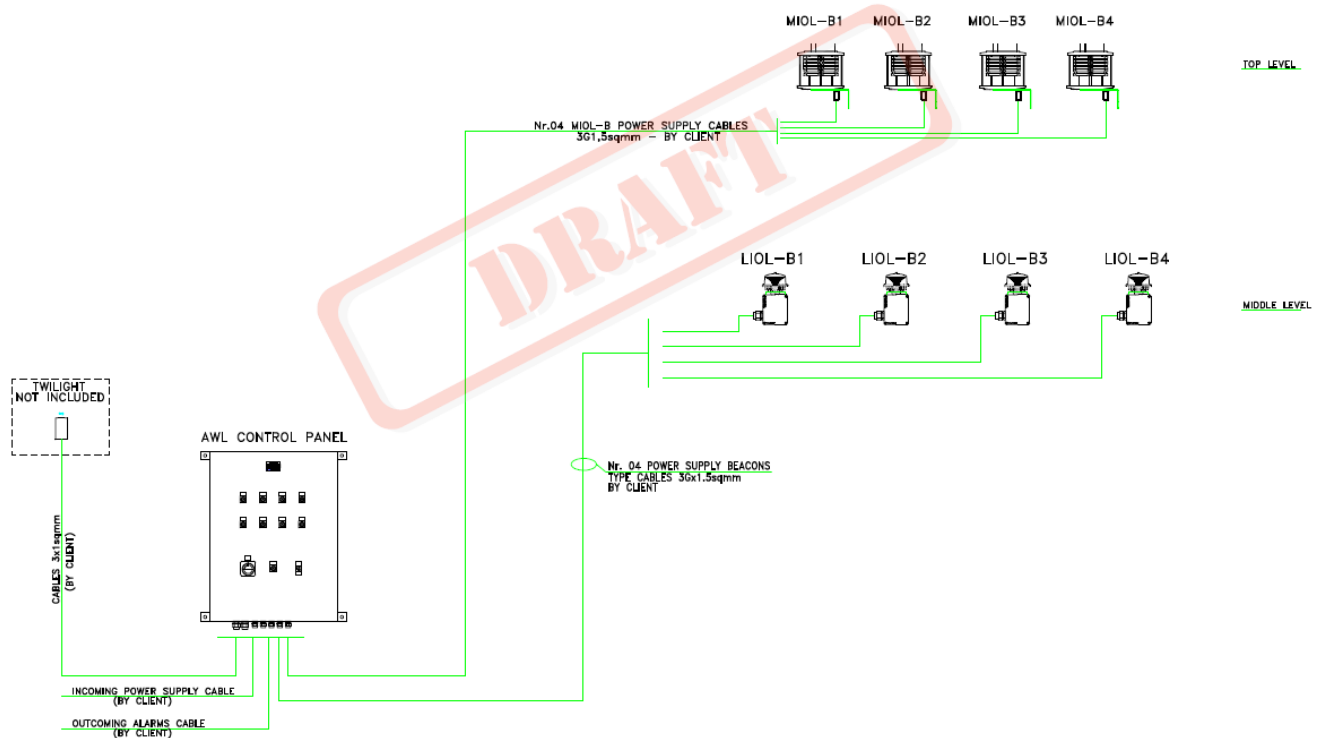 MIOL-B1 MIOL-B2 MIOL-B3 MIOL-B4
TOP LEVEL
Nr.04 MIOL-B POWER SUPPLY CABLES
3G1,5sqmm - BY CLIENT
DRAFT
LIOL-B1 LIOL-B2 LIOL-B3 LIOL-B4
MIDDLE LEVEL
TWILIGHT
NOT INCLUDED
AWL CONTROL PANEL
Nr. 04 POWER SUPPLY BEACONS
TYPE CABLES 3Gx1.5sqmm
BY CLIENT
CABLES 3x1sqmm
(BY CLIENT)
INCOMING POWER SUPPLY CABLE
(BY CLIENT)
OUTCOMING ALARMS CABLE
(BY CLIENT)